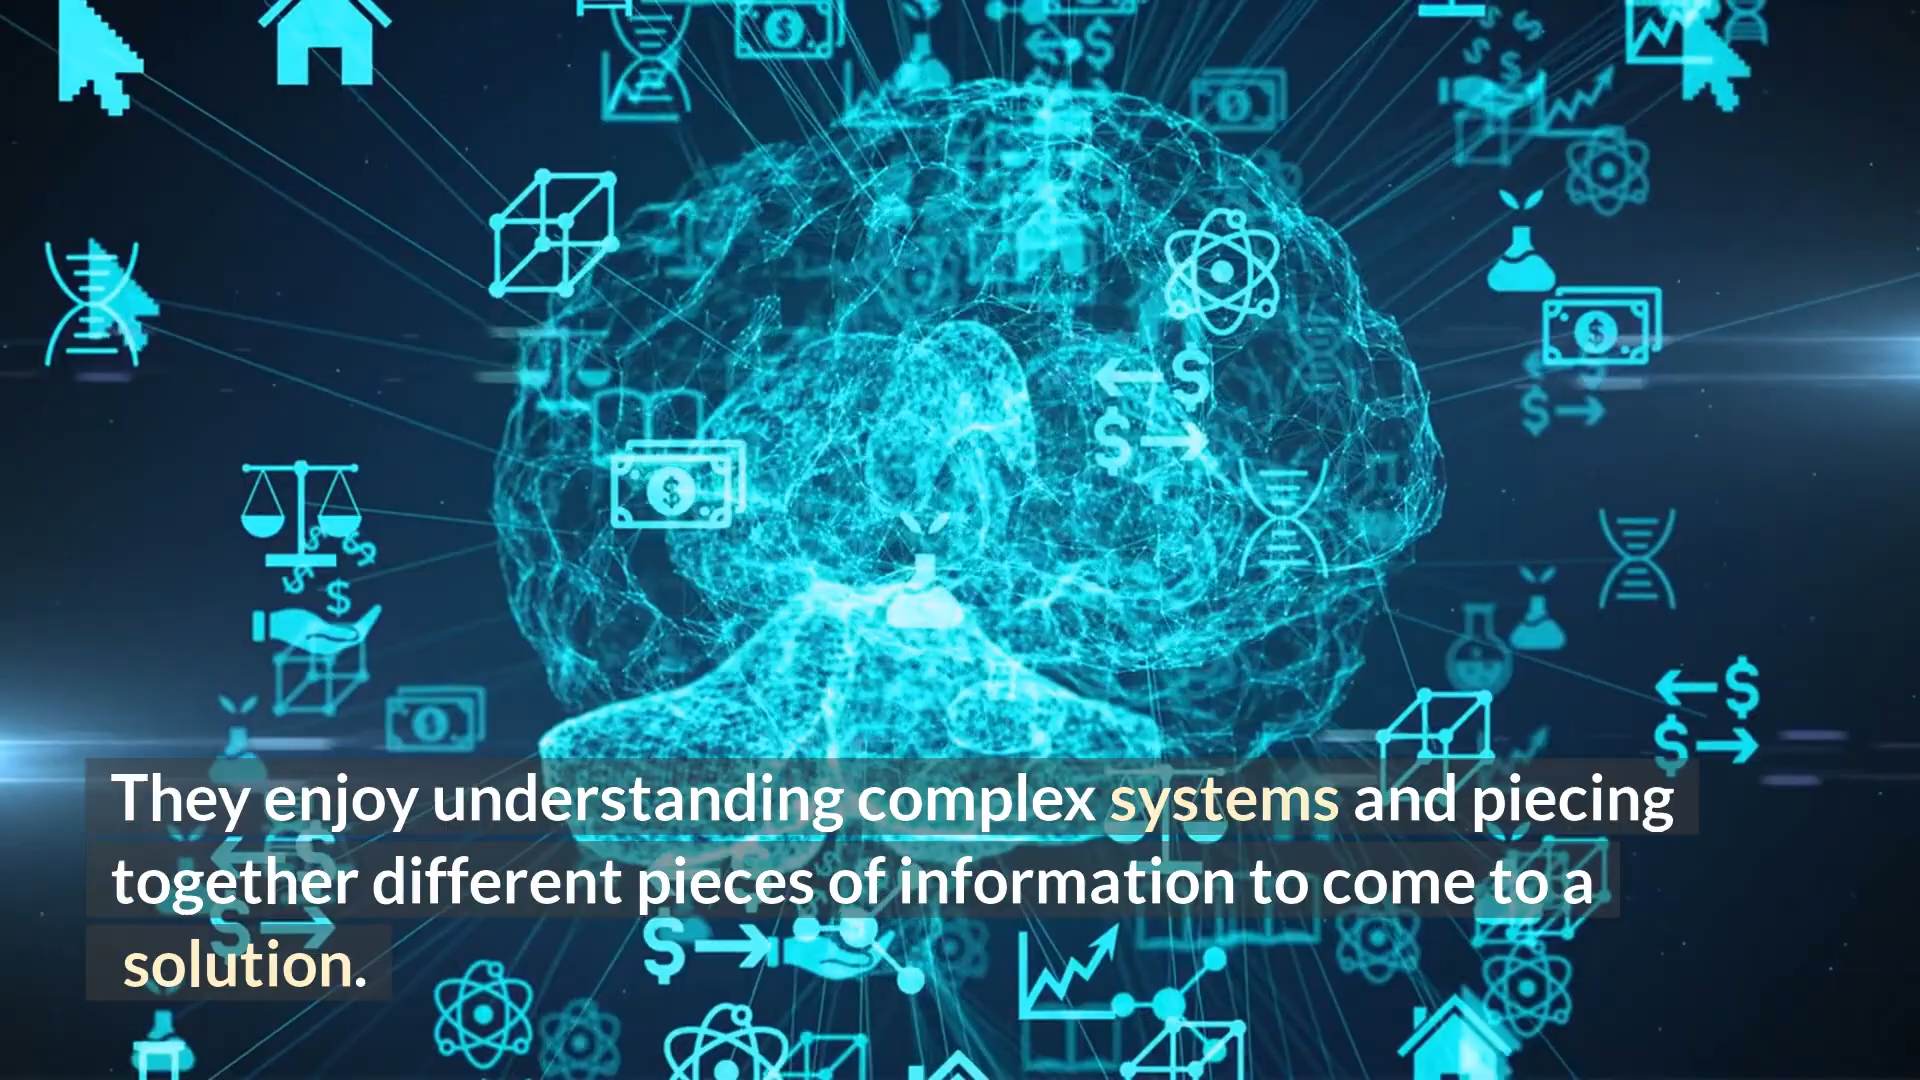 They enjoy understanding complex systems and piecing
together different pieces of information to come to a
solution.